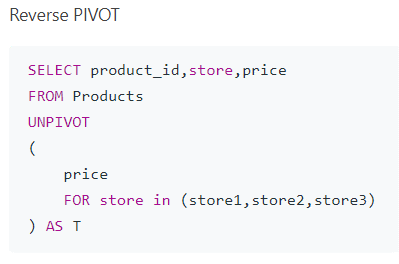 Reverse PIVOT
SELECT product_id,store,price
FROM Products
UNPIVOT
(
    price
    FOR store in (store1,store2,store3)
) AS T